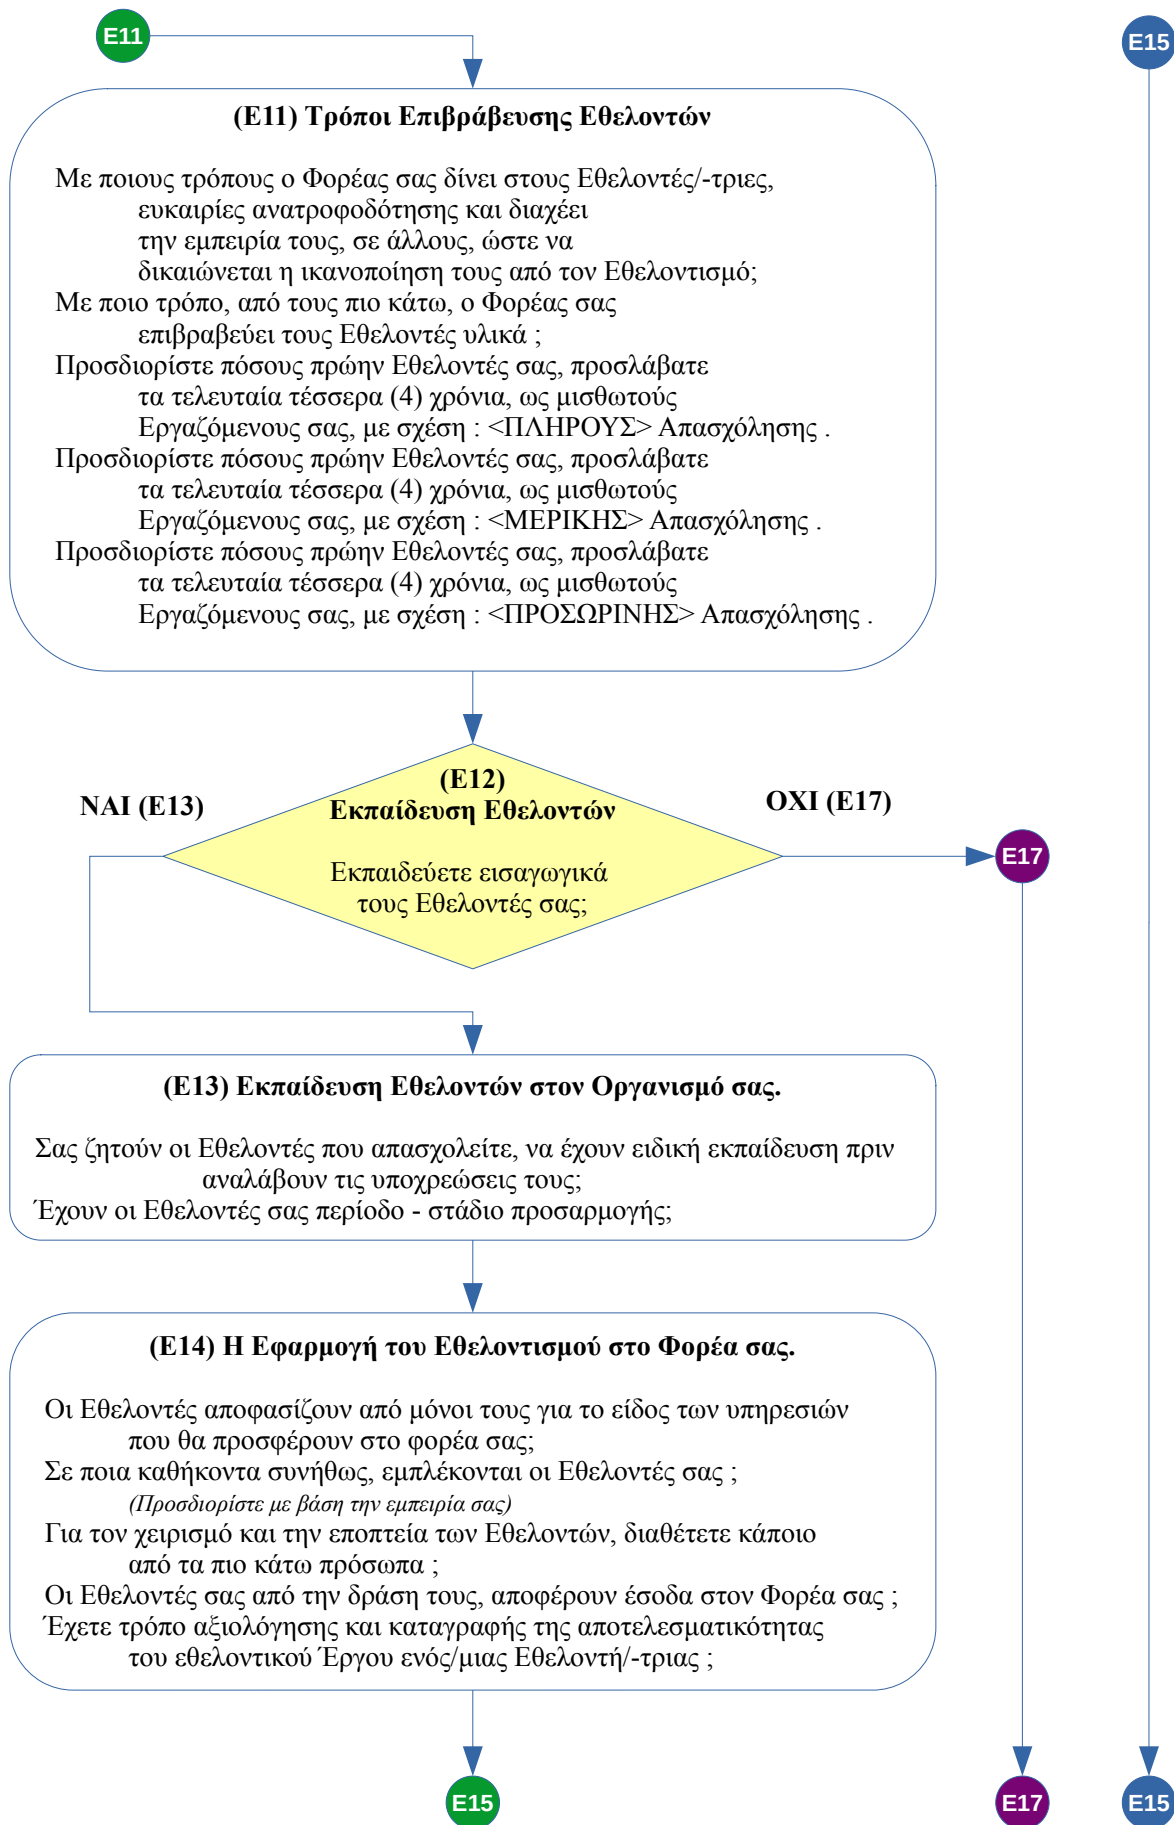 E11
E15
(E11) Τρόποι Επιβράβευσης Εθελοντών
Με ποιους τρόπους ο Φορέας σας δίνει στους Εθελοντές/-τριες,
ευκαιρίες ανατροφοδότησης και διαχέει
την εμπειρία τους, σε άλλους, ώστε να
δικαιώνεται η ικανοποίηση τους από τον Εθελοντισμό;
Με ποιο τρόπο, από τους πιο κάτω, ο Φορέας σας
επιβραβεύει τους Εθελοντές υλικά ;
Προσδιορίστε πόσους πρώην Εθελοντές σας, προσλάβατε
τα τελευταία τέσσερα (4) χρόνια, ως μισθωτούς
Εργαζόμενους σας, με σχέση : <ΠΛΗΡΟΥΣ> Απασχόλησης .
Προσδιορίστε πόσους πρώην Εθελοντές σας, προσλάβατε
τα τελευταία τέσσερα (4) χρόνια, ως μισθωτούς
Εργαζόμενους σας, με σχέση : <ΜΕΡΙΚΗΣ> Απασχόλησης .
Προσδιορίστε πόσους πρώην Εθελοντές σας, προσλάβατε
τα τελευταία τέσσερα (4) χρόνια, ως μισθωτούς
Εργαζόμενους σας, με σχέση : <ΠΡΟΣΩΡΙΝΗΣ> Απασχόλησης .
(E12)
Εκπαίδευση Εθελοντών
Εκπαιδεύετε εισαγωγικά
τους Εθελοντές σας;
ΝΑΙ (E13)
ΟΧΙ (E17)
E17
(E13) Εκπαίδευση Εθελοντών στον Οργανισμό σας.
Σας ζητούν οι Εθελοντές που απασχολείτε, να έχουν ειδική εκπαίδευση πριν
αναλάβουν τις υποχρεώσεις τους;
Έχουν οι Εθελοντές σας περίοδο - στάδιο προσαρμογής;
(E14) Η Εφαρμογή του Εθελοντισμού στο Φορέα σας.
Οι Εθελοντές αποφασίζουν από μόνοι τους για το είδος των υπηρεσιών
που θα προσφέρουν στο φορέα σας;
Σε ποια καθήκοντα συνήθως, εμπλέκονται οι Εθελοντές σας ;
(Προσδιορίστε με βάση την εμπειρία σας)
Για τον χειρισμό και την εποπτεία των Εθελοντών, διαθέτετε κάποιο
από τα πιο κάτω πρόσωπα ;
Οι Εθελοντές σας από την δράση τους, αποφέρουν έσοδα στον Φορέα σας ;
Έχετε τρόπο αξιολόγησης και καταγραφής της αποτελεσματικότητας
του εθελοντικού Έργου ενός/μιας Εθελοντή/-τριας ;
E15
E17
E15